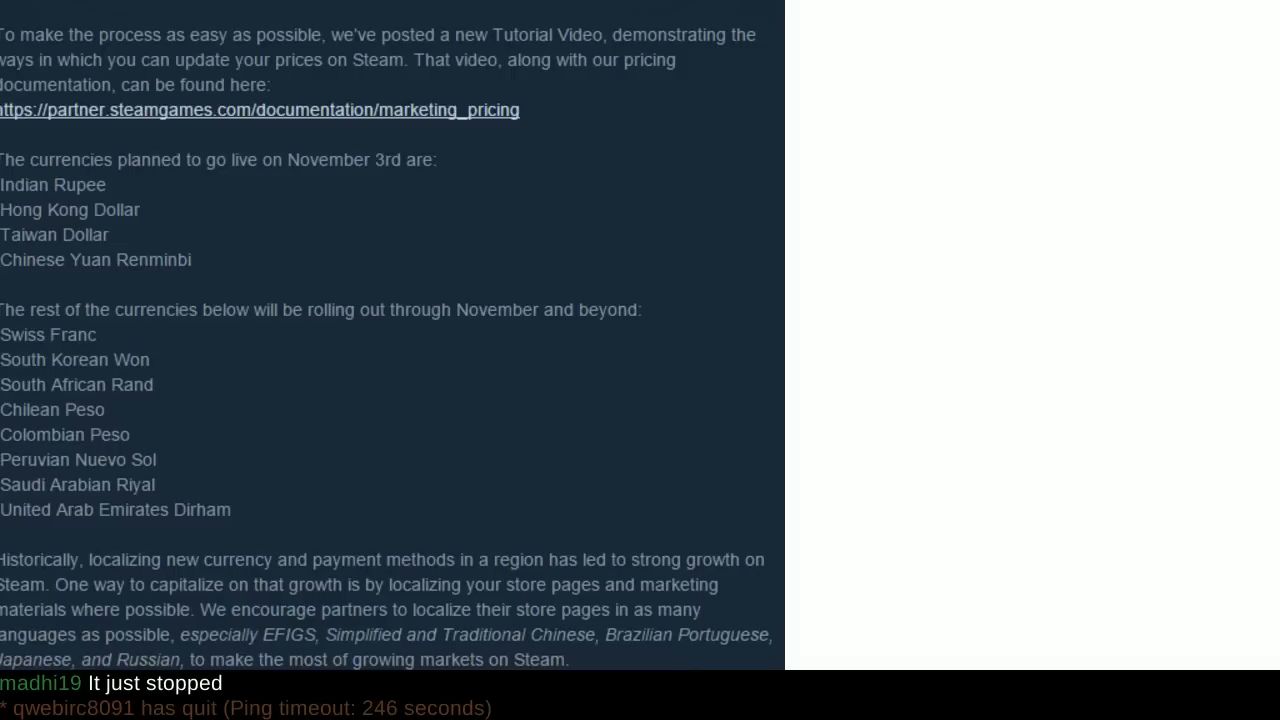 To make the process as easy as possible, we've posted a new Tutorial Video, demonstrating the
ways in which you can update your prices on Steam. That video, along with our pricing
documentation, can be found here:
https://partner.steamgames.com/documentation/marketing_pricing
The currencies planned to go live on November 3rd are:
Indian Rupee
Hong Kong Dollar
Taiwan Dollar
Chinese Yuan Renminbi
The rest of the currencies below will be rolling out through November and beyond:
Swiss Franc
South Korean Won
South African Rand
Chilean Peso
Colombian Peso
Peruvian Nuevo Sol
Saudi Arabian Riyal
United Arab Emirates Dirham
Historically, localizing new currency and payment methods in a region has led to strong growth on
Steam. One way to capitalize on that growth is by localizing your store pages and marketing
materials where possible. We encourage partners to localize their store pages in as many
languages as possible, especially EFIGS, Simplified and Traditional Chinese, Brazilian Portuguese,
Japanese, and Russian, to make the most of growing markets on Steam.
madhi19 It just stopped
* qwebirc8091 has quit (Ping timeout: 246 seconds)